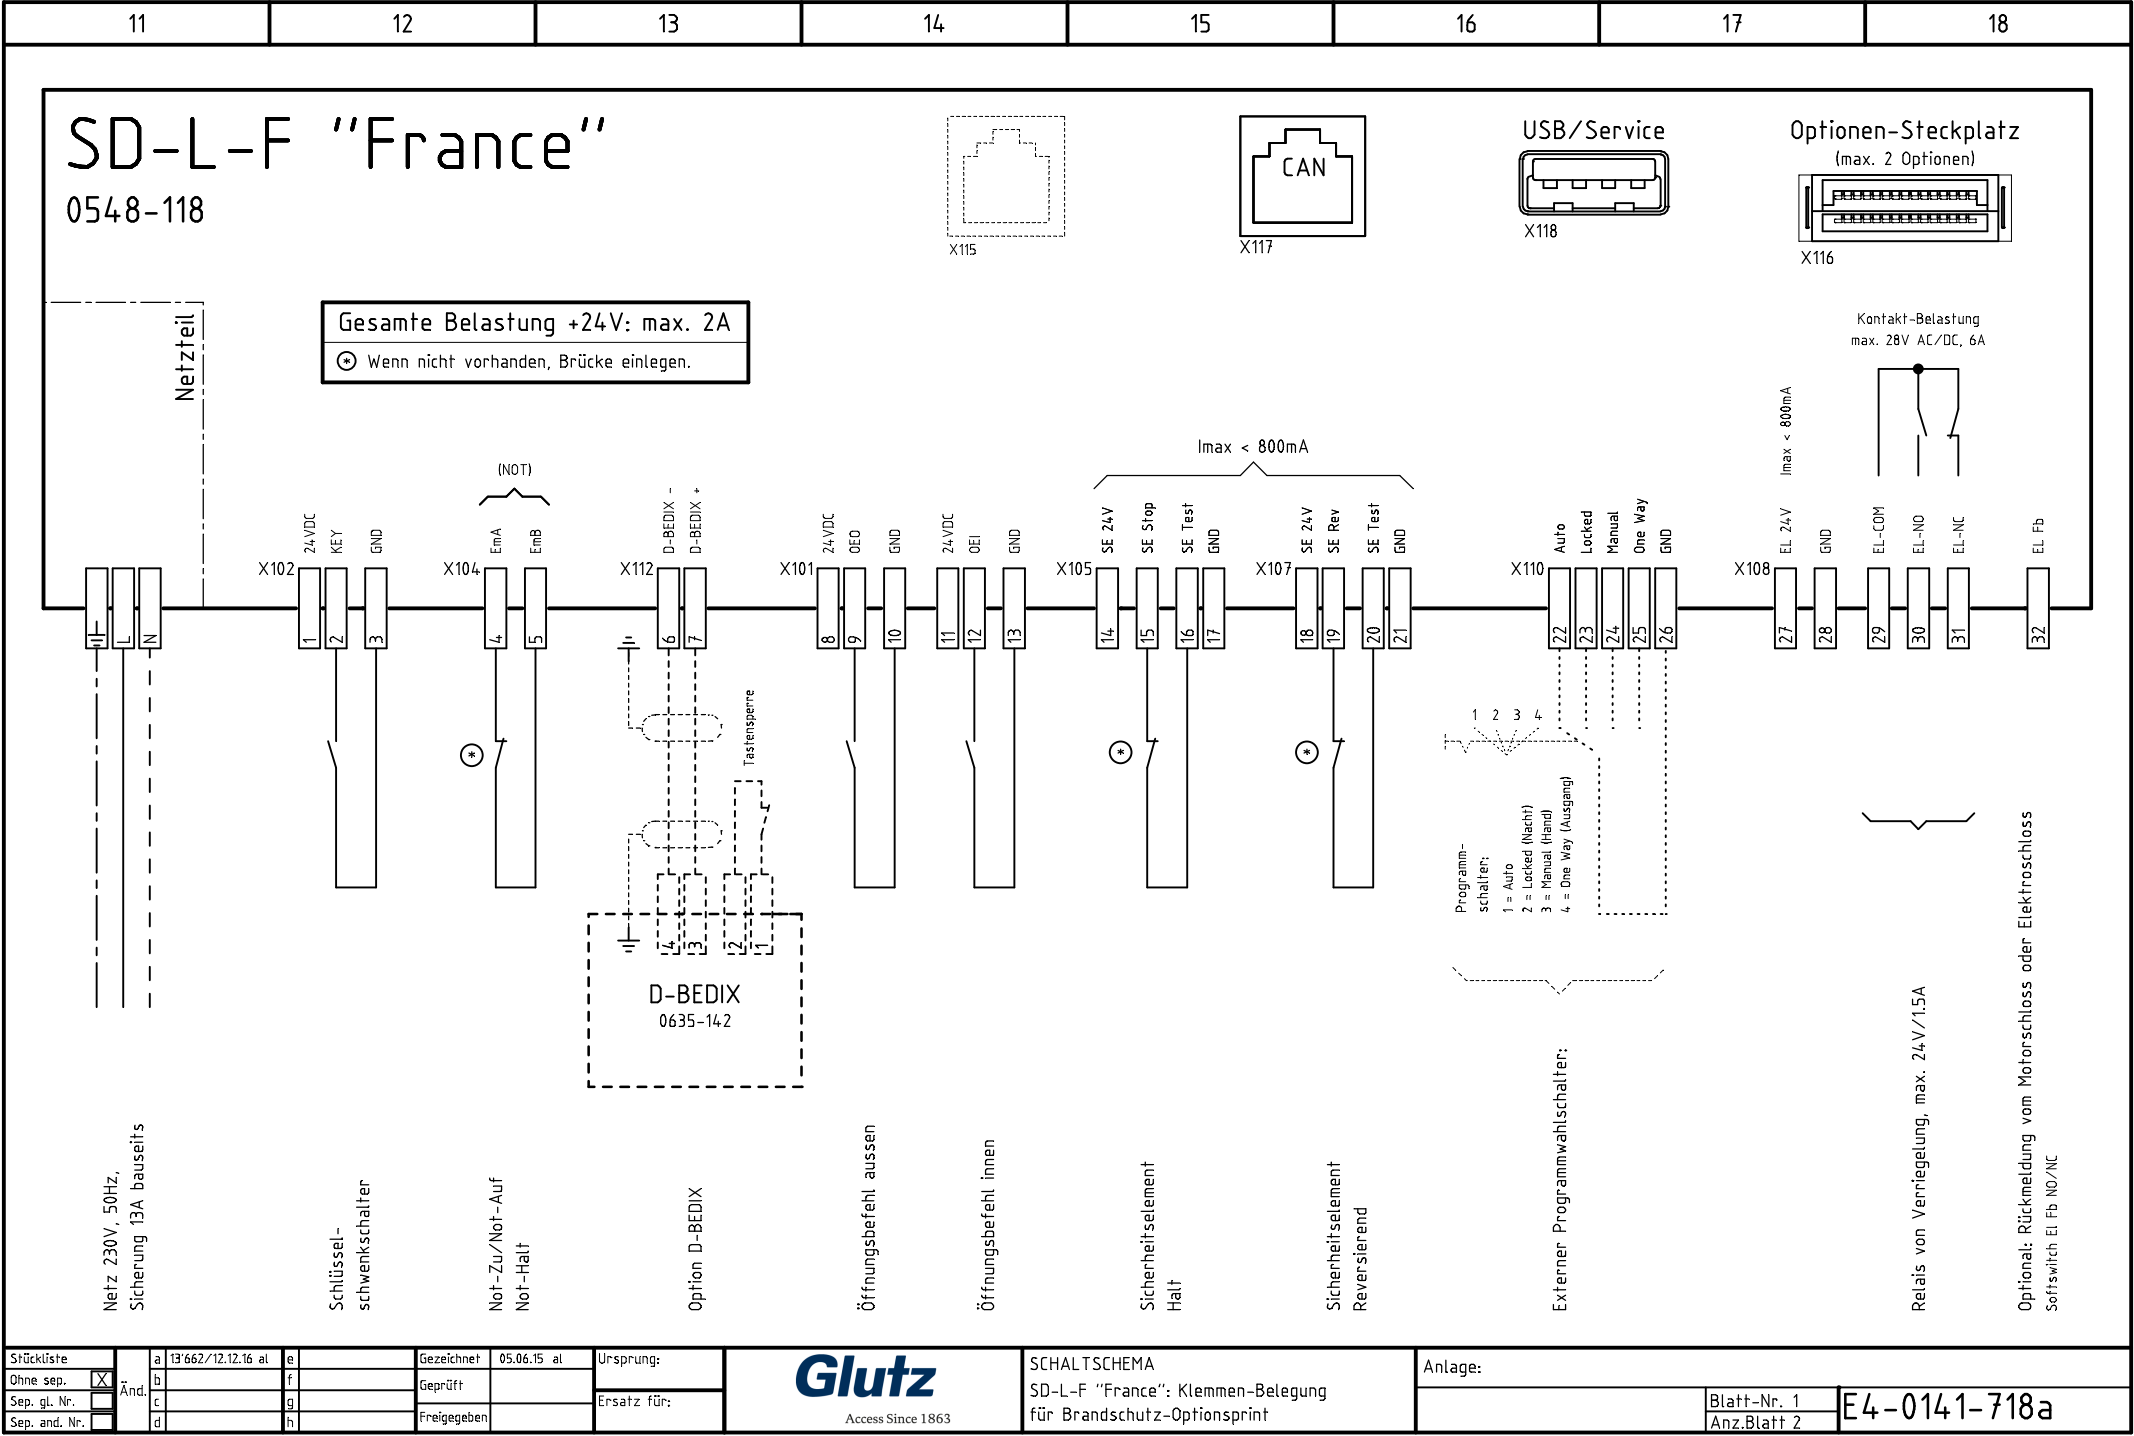 11 12 13 14 15 16 17 18
SD-L-F "France"
0548-118
X115
CAN
X117
USB/Service
X118
Optionen-Steckplatz
(max. 2 Optionen)
X116
Netzteil
Gesamte Belastung +24V: max. 2A
* Wenn nicht vorhanden, Brücke einlegen.
Kontakt-Belastung
max. 28V AC/DC, 6A
Imax < 800mA
Imax < 800mA
(NOT)
L
N
X102
24VDC
KEY
GND
1 2 3
X104
EmA
EmB
4 5
X112
D-BEDIX -
D-BEDIX +
6 7
X101
24VDC
OEO
GND
8 9 10
24VDC
OEI
GND
11 12 13
X105
SE 24V
SE Stop
SE Test
GND
14 15 16 17
X107
SE 24V
SE Rev
SE Test
GND
18 19 20 21
X110
Auto
Locked
Manual
One Way
GND
22 23 24 25 26
X108
EL 24V
GND
EL-COM
EL-NO
EL-NC
EL Fb
27 28 29 30 31 32
*
Tastensperre
*
*
1 2 3 4
Programm-
schalter:
1 = Auto
2 = Locked (Nacht)
3 = Manual (Hand)
4 = One Way (Ausgang)
4 3 2 1
D-BEDIX
0635-142
Netz 230V, 50Hz,
Sicherung 13A bauseits
Schlüssel-
schwenkschalter
Not-Zu/Not-Auf
Not-Halt
Option D-BEDIX
Öffnungsbefehl aussen
Öffnungsbefehl innen
Sicherheitselement
Halt
Sicherheitselement
Reversierend
Externer Programmwahlschalter:
Relais von Verriegelung, max. 24V/1.5A
Optional: Rückmeldung vom Motorschloss oder Elektroschloss
Softswitch El Fb NO/NC
Stückliste
Ohne sep. X
Sep. gl. Nr.
Sep. and. Nr.
Änd.
a 13'662/12.12.16 al
b
c
d
e
f
g
h
Gezeichnet 05.06.15 al
Geprüft
Freigegeben
Ursprung:
Ersatz für:
Glutz
Access Since 1863
SCHALTSCHEMA
SD-L-F "France": Klemmen-Belegung
für Brandschutz-Optionsprint
Anlage:
Blatt-Nr. 1
Anz.Blatt 2
E4-0141-718a